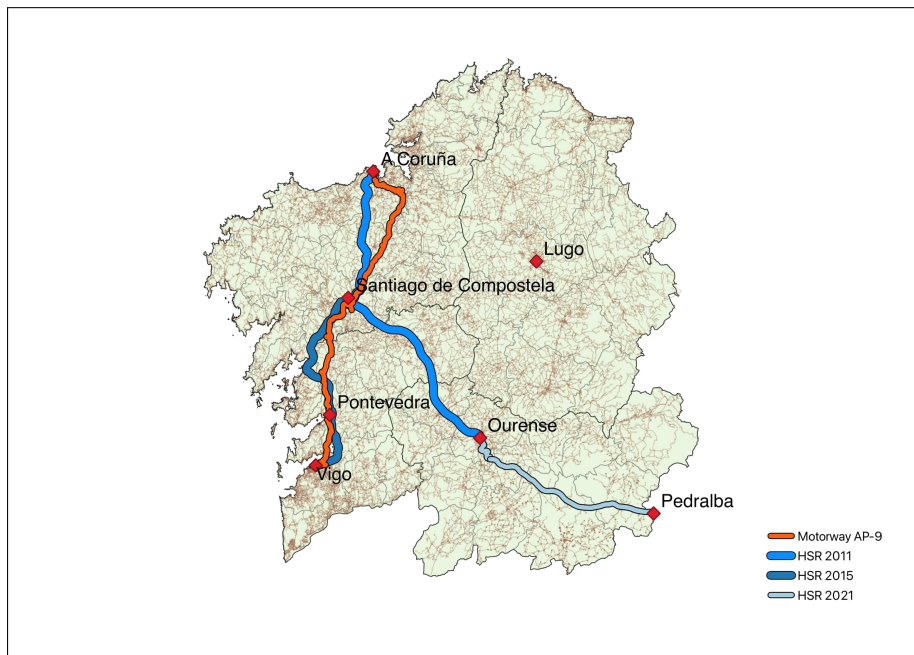 A Coruña
Lugo
Santiago de Compostela
Pontevedra
Ourense
Vigo
Pedralba
Motorway AP-9
HSR 2011
HSR 2015
HSR 2021